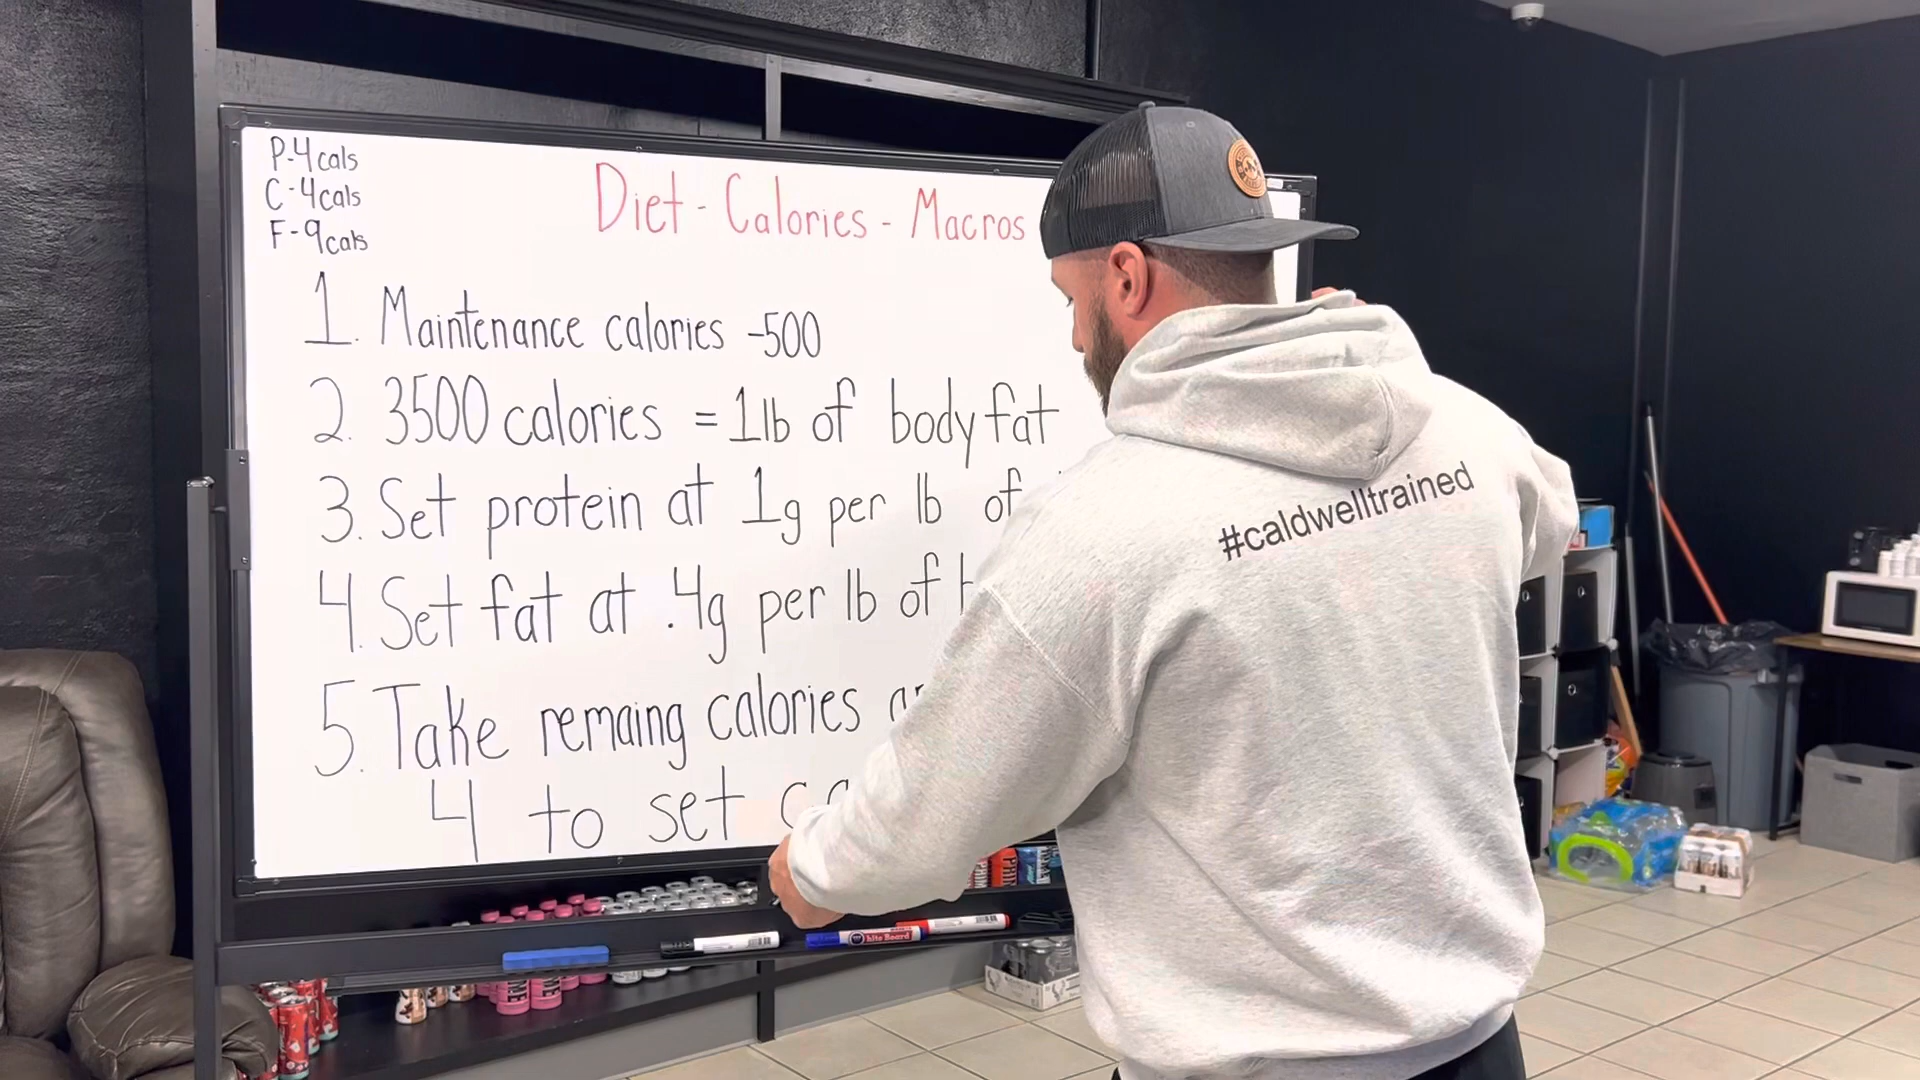 P-4cals
C-4cals
F-9cals
Diet - Calories - Macros
1. Maintenance calories -500
2. 3500 calories = 1lb of body fat
3. Set protein at 1g per lb of
4. Set fat at .4g per lb of
5. Take remaing calories
4 to set
#caldwelltrained